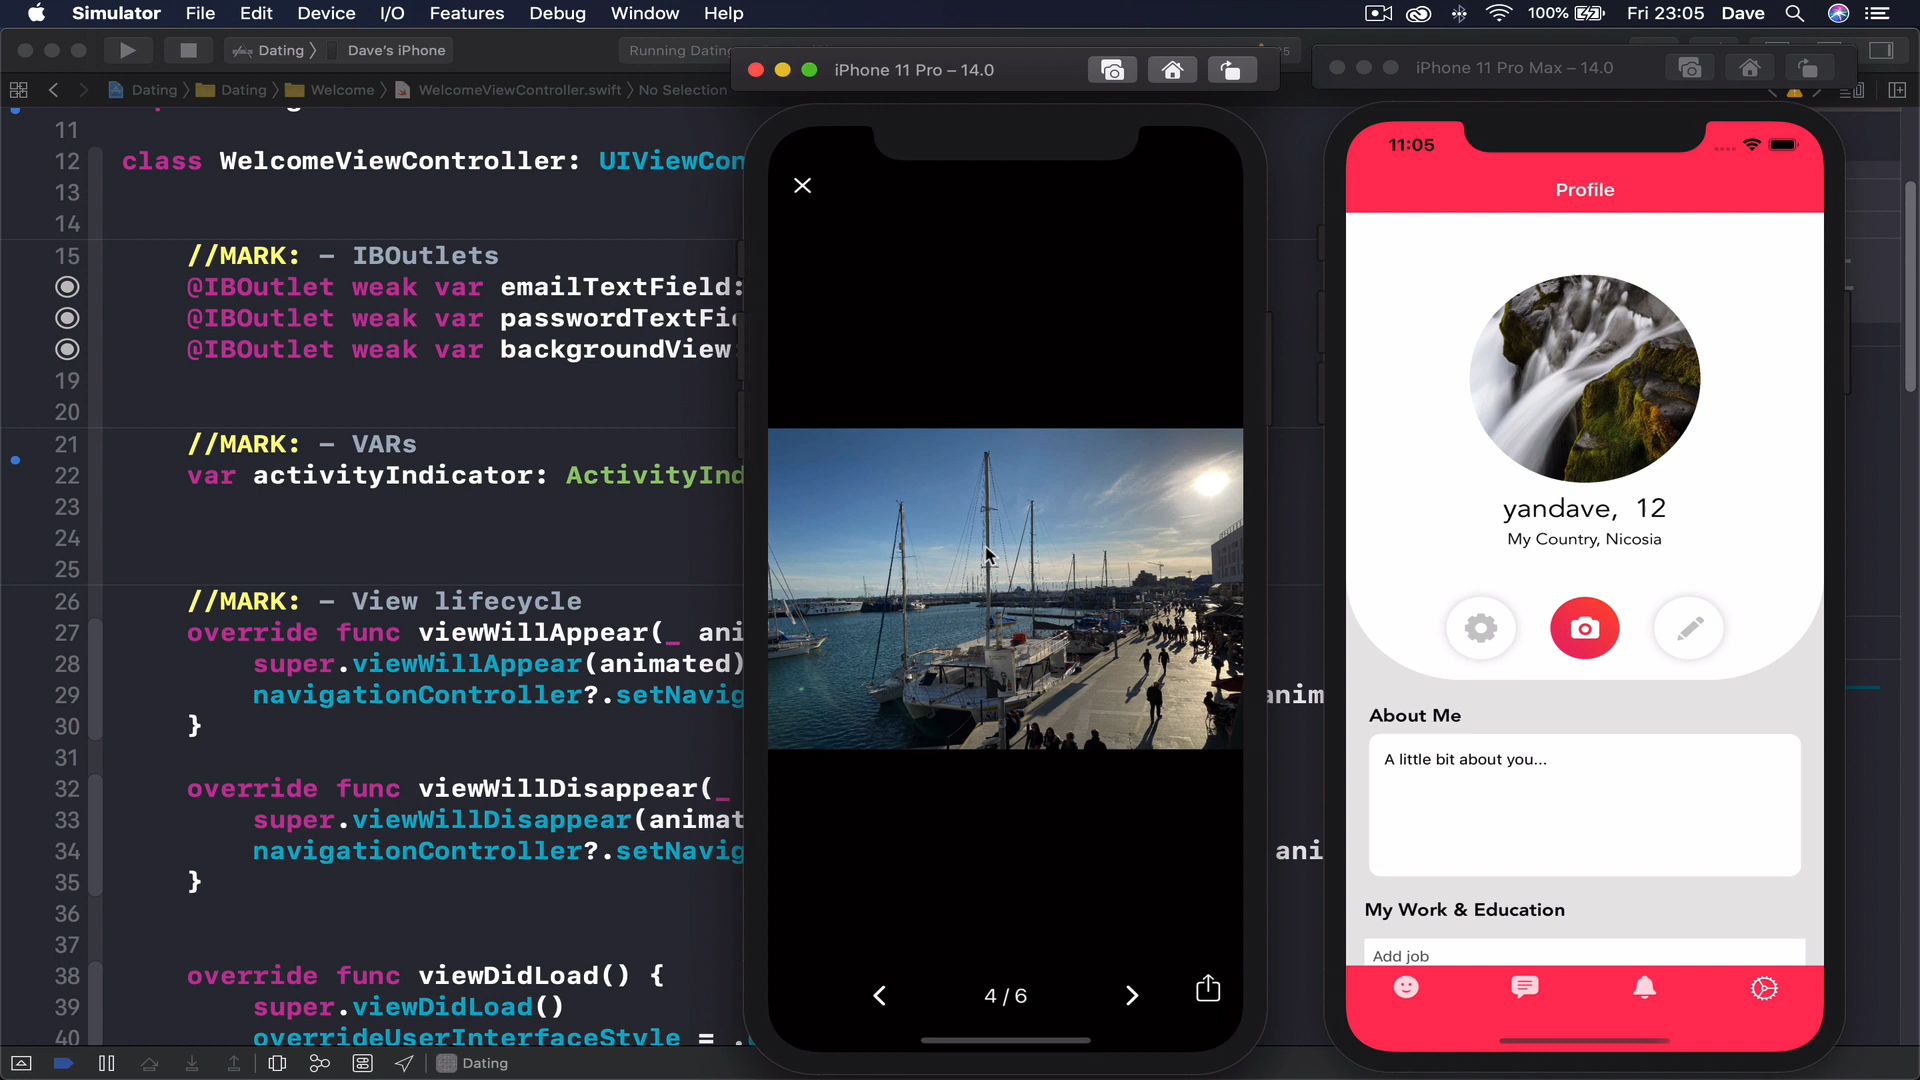 Simulator File Edit Device I/O Features Debug Window Help 100% Fri 23:05 Dave
Dating Dave's iPhone Running Dating
iPhone 11 Pro – 14.0
iPhone 11 Pro Max – 14.0
Dating Dating Welcome WelcomeViewController.swift No Selection
11
12 class WelcomeViewController: UIViewCon
13
14
15 //MARK: - IBOutlets
@IBOutlet weak var emailTextField:
@IBOutlet weak var passwordTextFi
@IBOutlet weak var backgroundView
19
20
21 //MARK: - VARs
22 var activityIndicator: ActivityInd
23
24
25
26 //MARK: - View lifecycle
27 override func viewWillAppear(_ ani
28 super.viewWillAppear(animated)
29 navigationController?.setNavig anim
30 }
31
32 override func viewWillDisappear(_
33 super.viewWillDisappear(animat
34 navigationController?.setNavig ani
35 }
36
37
38 override func viewDidLoad() {
39 super.viewDidLoad()
40 overrideUserInterfaceStyle = .
Dating
4 / 6
11:05
Profile
yandave, 12
My Country, Nicosia
About Me
A little bit about you...
My Work & Education
Add job